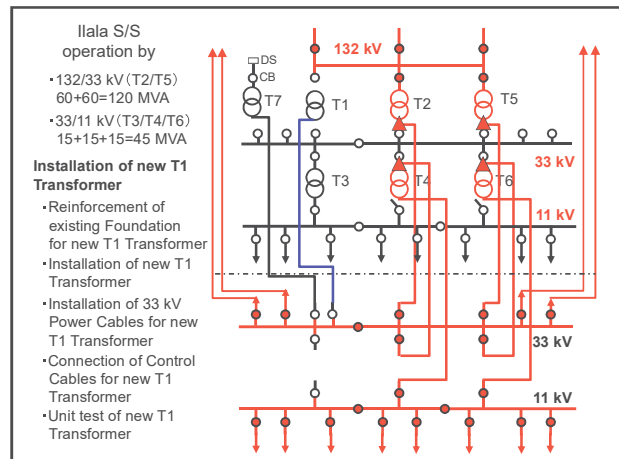 Ilala S/S
operation by
・132/33 kV（T2/T5）
60+60=120 MVA
・33/11 kV（T3/T4/T6）
15+15+15=45 MVA
Installation of new T1
Transformer
・Reinforcement of
existing Foundation
for new T1 Transformer
・Installation of new T1
Transformer
・Installation of 33 kV
Power Cables for new
T1 Transformer
・Connection of Control
Cables for new T1
Transformer
・Unit test of new T1
Transformer
132 kV
DS
CB
T7
T1
T2
T5
33 kV
T3
T4
T6
11 kV
33 kV
11 kV